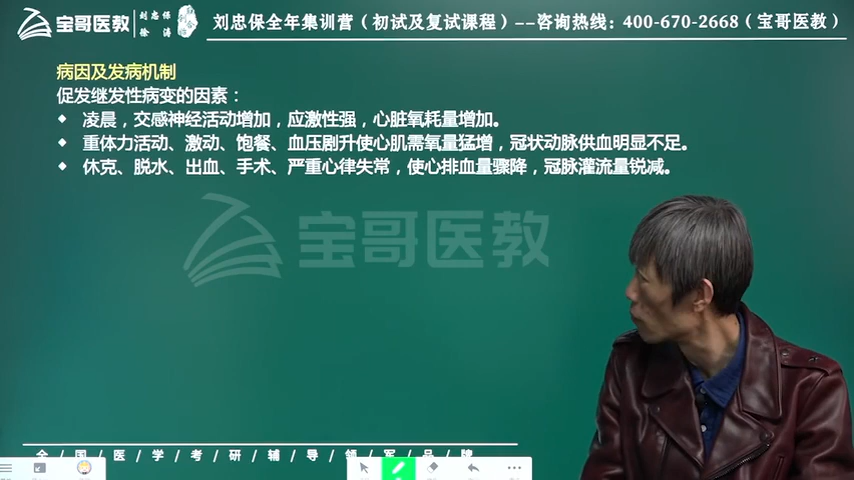 宝哥医教 刘忠保 徐海 刘忠保全年集训营（初试及复试课程）--咨询热线：400-670-2668（宝哥医教）
病因及发病机制
促发继发性病变的因素：
◆ 凌晨，交感神经活动增加，应激性强，心脏氧耗量增加。
◆ 重体力活动、激动、饱餐、血压剧升使心肌需氧量猛增，冠状动脉供血明显不足。
◆ 休克、脱水、出血、手术、严重心律失常，使心排血量骤降，冠脉灌流量锐减。
宝哥医教
全/国/医/学/考/研/辅/导/领/军/品/牌